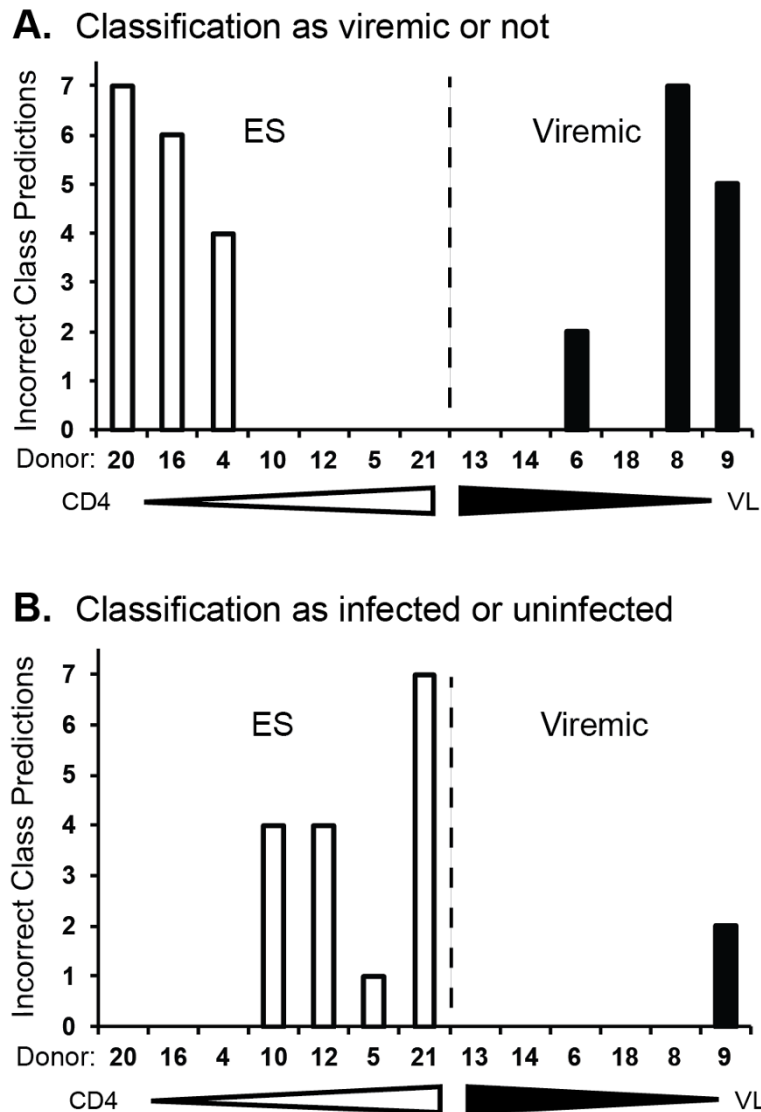 A. Classification as viremic or not
Incorrect Class Predictions
7
6
5
4
3
2
1
0
ES
Viremic
Donor: 20 16 4 10 12 5 21 13 14 6 18 8 9
CD4 VL
B. Classification as infected or uninfected
Incorrect Class Predictions
7
6
5
4
3
2
1
0
ES
Viremic
Donor: 20 16 4 10 12 5 21 13 14 6 18 8 9
CD4 VL